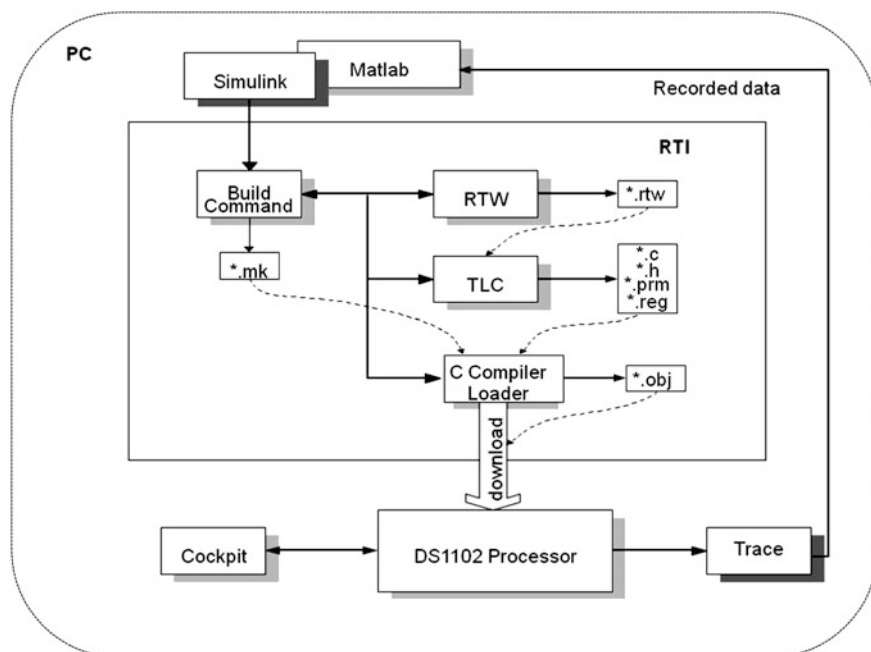 PC
Matlab
Simulink
Recorded data
RTI
Build
Command
RTW
*.rtw
*.mk
TLC
*.c
*.h
*.prm
*.reg
C Compiler
Loader
*.obj
download
Cockpit
DS1102 Processor
Trace